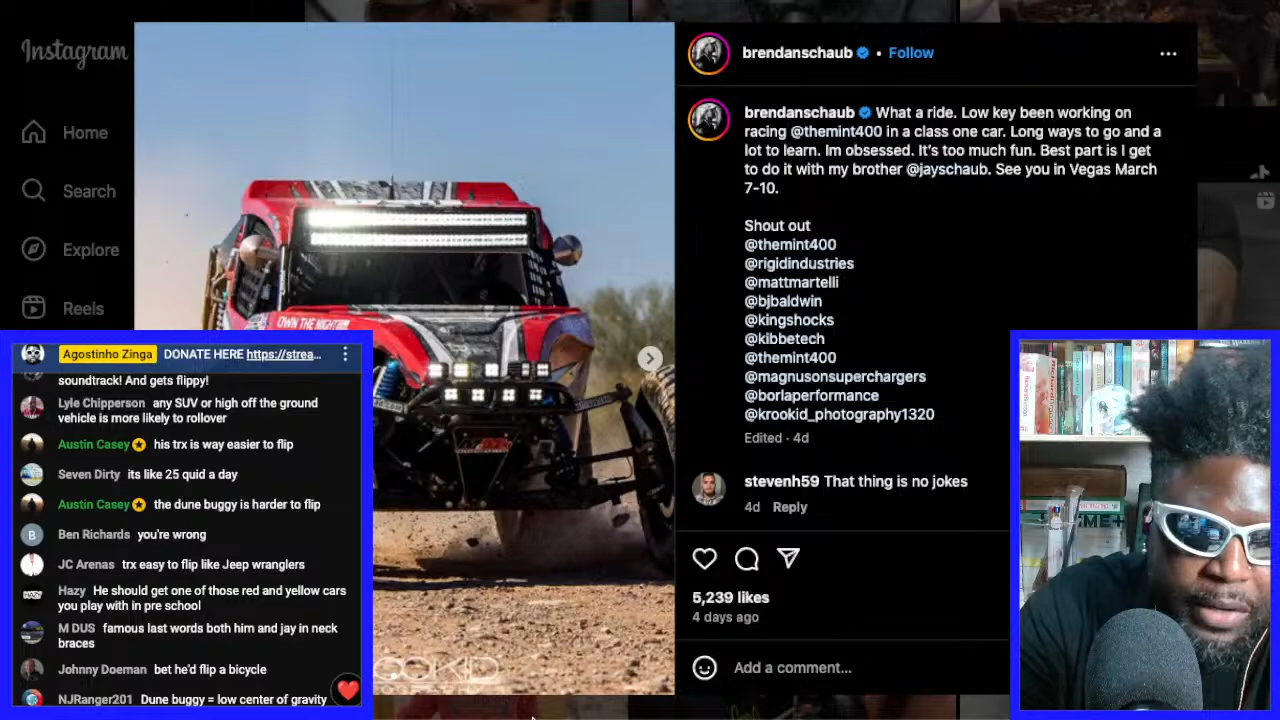 Instagram
Home
Search
Explore
Reels
OWN THE NIGHT
brendanschaub • Follow
brendanschaub What a ride. Low key been working on
racing @themint400 in a class one car. Long ways to go and a
lot to learn. Im obsessed. It's too much fun. Best part is I get
to do it with my brother @jayschaub. See you in Vegas March
7-10.
Shout out
@themint400
@rigidindustries
@mattmartelli
@bjbaldwin
@kingshocks
@kibbetech
@themint400
@magnusonsuperchargers
@borlaperformance
@krookid_photography1320
Edited · 4d
stevenh59 That thing is no jokes
4d Reply
5,239 likes
4 days ago
Add a comment...
Agostinho Zinga DONATE HERE https://strea...
soundtrack! And gets flippy!
Lyle Chipperson any SUV or high off the ground
vehicle is more likely to rollover
Austin Casey his trx is way easier to flip
Seven Dirty its like 25 quid a day
Austin Casey the dune buggy is harder to flip
B Ben Richards you're wrong
JC Arenas trx easy to flip like Jeep wranglers
Hazy He should get one of those red and yellow cars
you play with in pre school
M DUS famous last words both him and jay in neck
braces
Johnny Doeman bet he'd flip a bicycle
NJRanger201 Dune buggy = low center of gravity